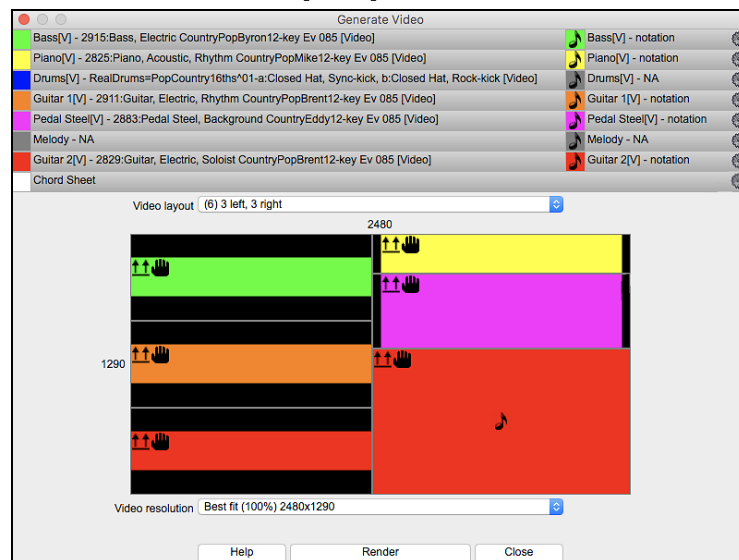 Generate Video
Bass[V] - 2915:Bass, Electric CountryPopByron12-key Ev 085 [Video] Bass[V] - notation
Piano[V] - 2825:Piano, Acoustic, Rhythm CountryPopMike12-key Ev 085 [Video] Piano[V] - notation
Drums[V] - RealDrums=PopCountry16ths^01-a:Closed Hat, Sync-kick, b:Closed Hat, Rock-kick [Video] Drums[V] - NA
Guitar 1[V] - 2911:Guitar, Electric, Rhythm CountryPopBrent12-key Ev 085 [Video] Guitar 1[V] - notation
Pedal Steel[V] - 2883:Pedal Steel, Background CountryEddy12-key Ev 085 [Video] Pedal Steel[V] - notation
Melody - NA Melody - NA
Guitar 2[V] - 2829:Guitar, Electric, Soloist CountryPopBrent12-key Ev 085 [Video] Guitar 2[V] - notation
Chord Sheet
Video layout (6) 3 left, 3 right
2480
1290
Video resolution Best fit (100%) 2480x1290
Help Render Close